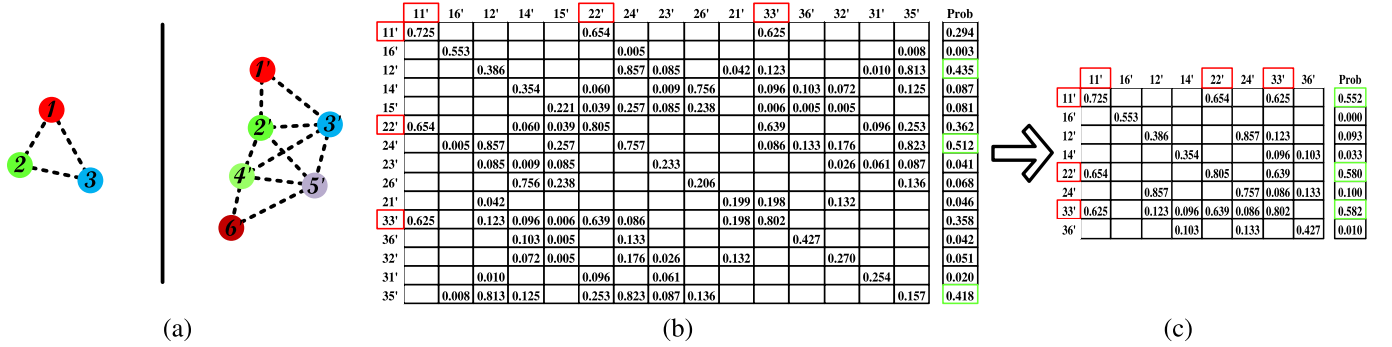 1
2
3
1'
2'
3'
4'
5'
6'
(a)
11' 16' 12' 14' 15' 22' 24' 23' 26' 21' 33' 36' 32' 31' 35' Prob
11' 0.725 0.654 0.625 0.294
16' 0.553 0.005 0.008 0.003
12' 0.386 0.857 0.085 0.042 0.123 0.010 0.813 0.435
14' 0.354 0.060 0.009 0.756 0.096 0.103 0.072 0.125 0.087
15' 0.221 0.039 0.257 0.085 0.238 0.006 0.005 0.005 0.081
22' 0.654 0.060 0.039 0.805 0.639 0.096 0.253 0.362
24' 0.005 0.857 0.257 0.757 0.086 0.133 0.176 0.823 0.512
23' 0.085 0.009 0.085 0.233 0.026 0.061 0.087 0.041
26' 0.756 0.238 0.206 0.136 0.068
21' 0.042 0.199 0.198 0.132 0.046
33' 0.625 0.123 0.096 0.006 0.639 0.086 0.198 0.802 0.358
36' 0.103 0.005 0.133 0.427 0.042
32' 0.072 0.005 0.176 0.026 0.132 0.270 0.051
31' 0.010 0.096 0.061 0.254 0.020
35' 0.008 0.813 0.125 0.253 0.823 0.087 0.136 0.157 0.418
(b)
11' 16' 12' 14' 22' 24' 33' 36' Prob
11' 0.725 0.654 0.625 0.552
16' 0.553 0.000
12' 0.386 0.857 0.123 0.093
14' 0.354 0.096 0.103 0.033
22' 0.654 0.805 0.639 0.580
24' 0.857 0.757 0.086 0.133 0.100
33' 0.625 0.123 0.096 0.639 0.086 0.802 0.582
36' 0.103 0.133 0.427 0.010
(c)